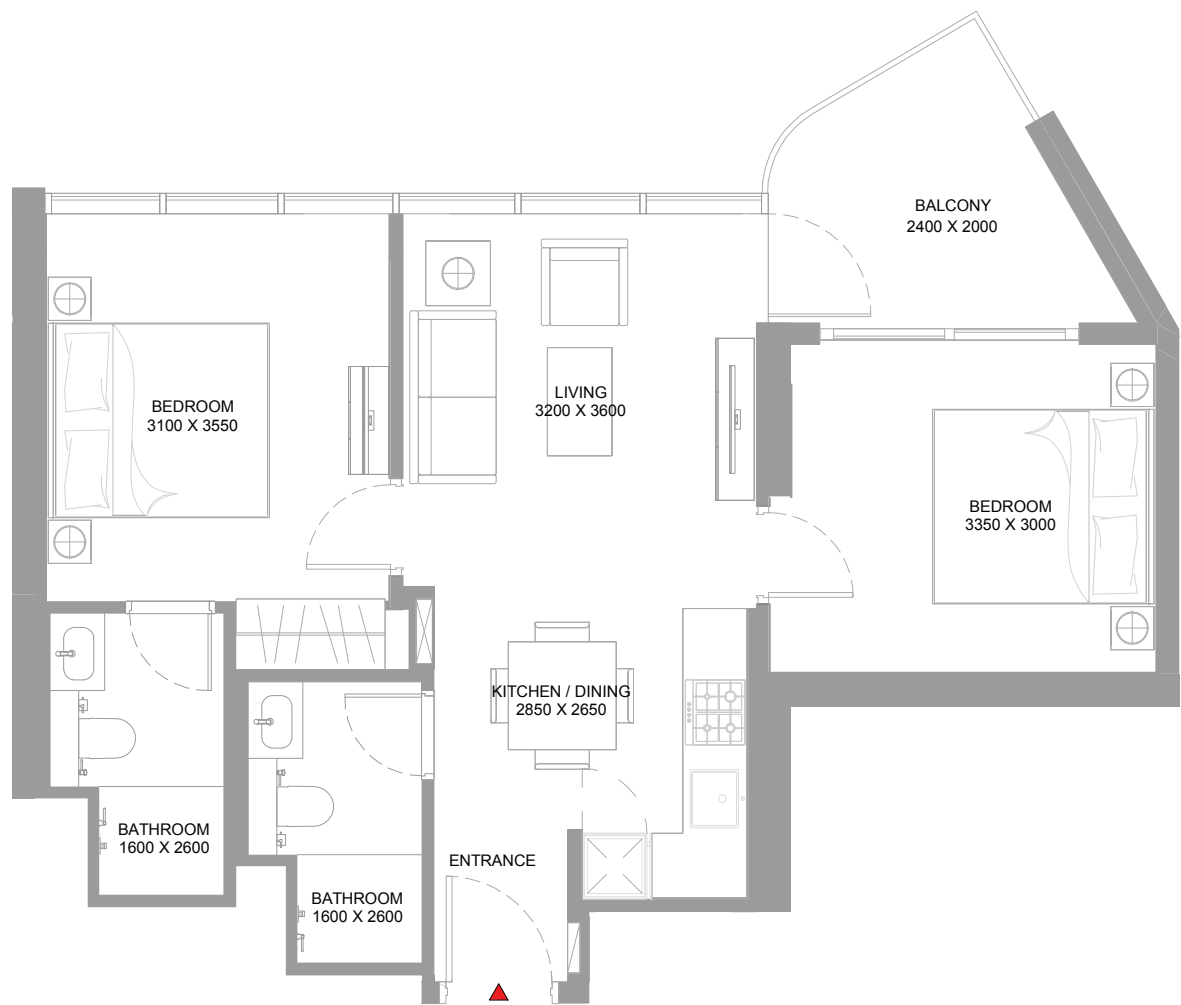 BALCONY
2400 X 2000
BEDROOM
3100 X 3550
LIVING
3200 X 3600
BEDROOM
3350 X 3000
KITCHEN / DINING
2850 X 2650
BATHROOM
1600 X 2600
ENTRANCE
BATHROOM
1600 X 2600